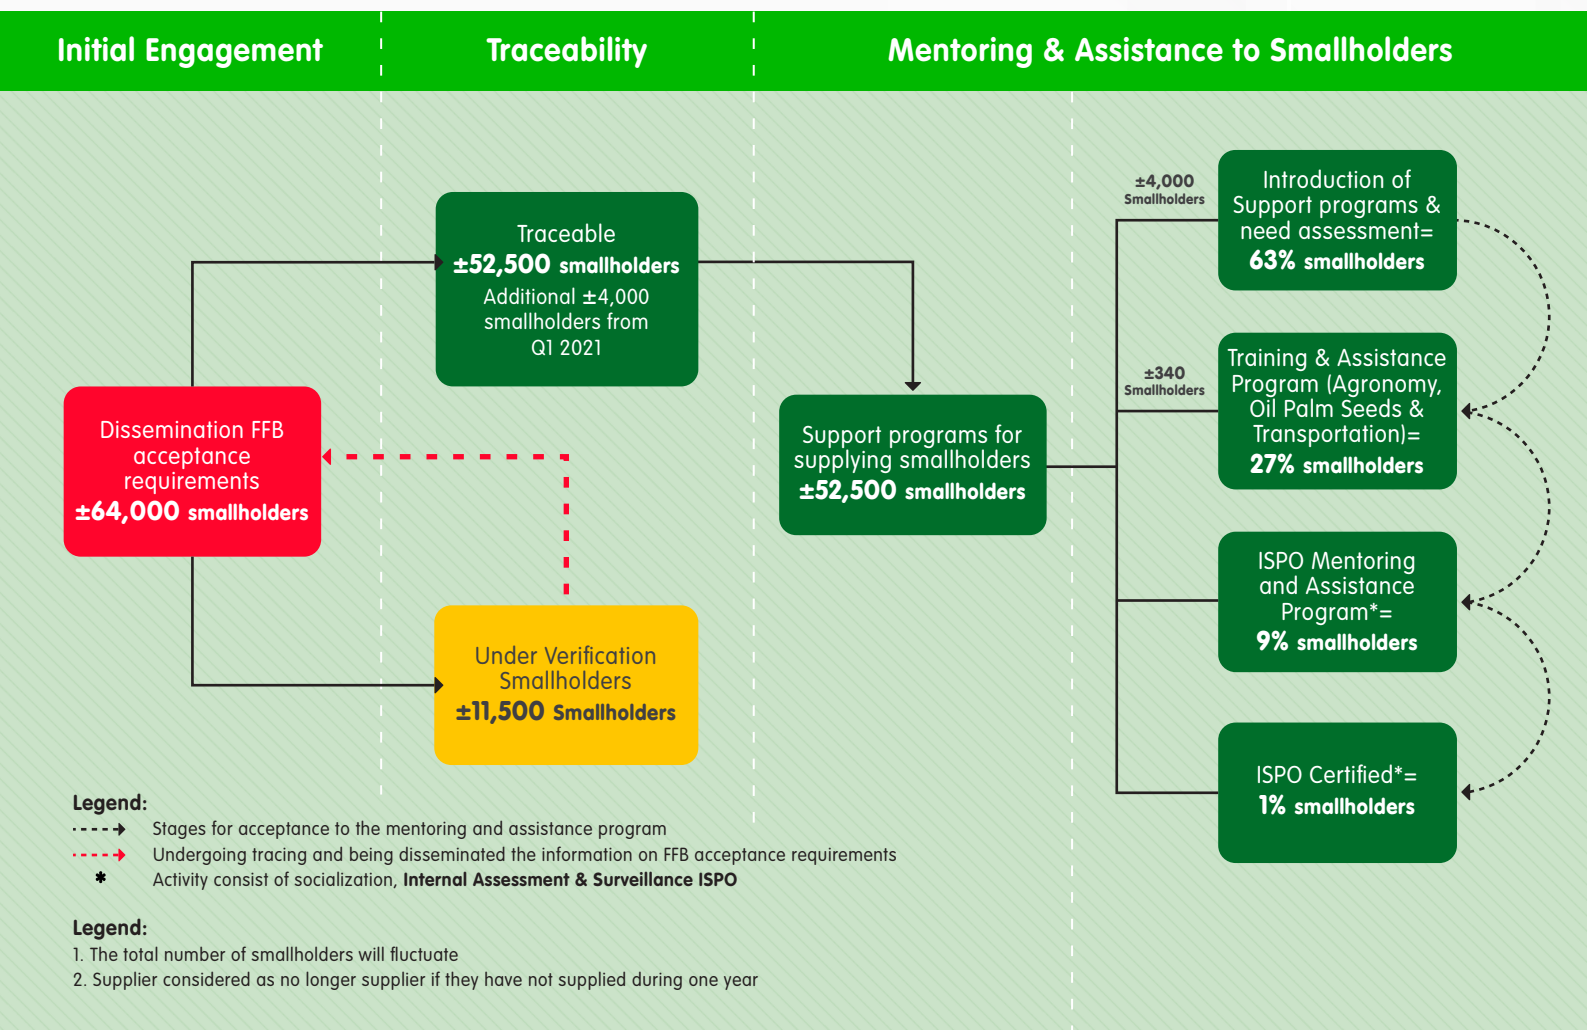 Initial Engagement
Traceability
Mentoring & Assistance to Smallholders
Dissemination FFB
acceptance
requirements
±64,000 smallholders
Traceable
±52,500 smallholders
Additional ±4,000
smallholders from
Q1 2021
Under Verification
Smallholders
±11,500 Smallholders
Support programs for
supplying smallholders
±52,500 smallholders
±4,000
Smallholders
Introduction of
Support programs &
need assessment=
63% smallholders
±340
Smallholders
Training & Assistance
Program (Agronomy,
Oil Palm Seeds &
Transportation)=
27% smallholders
ISPO Mentoring
and Assistance
Program*=
9% smallholders
ISPO Certified*=
1% smallholders
Legend:
Stages for acceptance to the mentoring and assistance program
Undergoing tracing and being disseminated the information on FFB acceptance requirements
* Activity consist of socialization, Internal Assessment & Surveillance ISPO
Legend:
1. The total number of smallholders will fluctuate
2. Supplier considered as no longer supplier if they have not supplied during one year